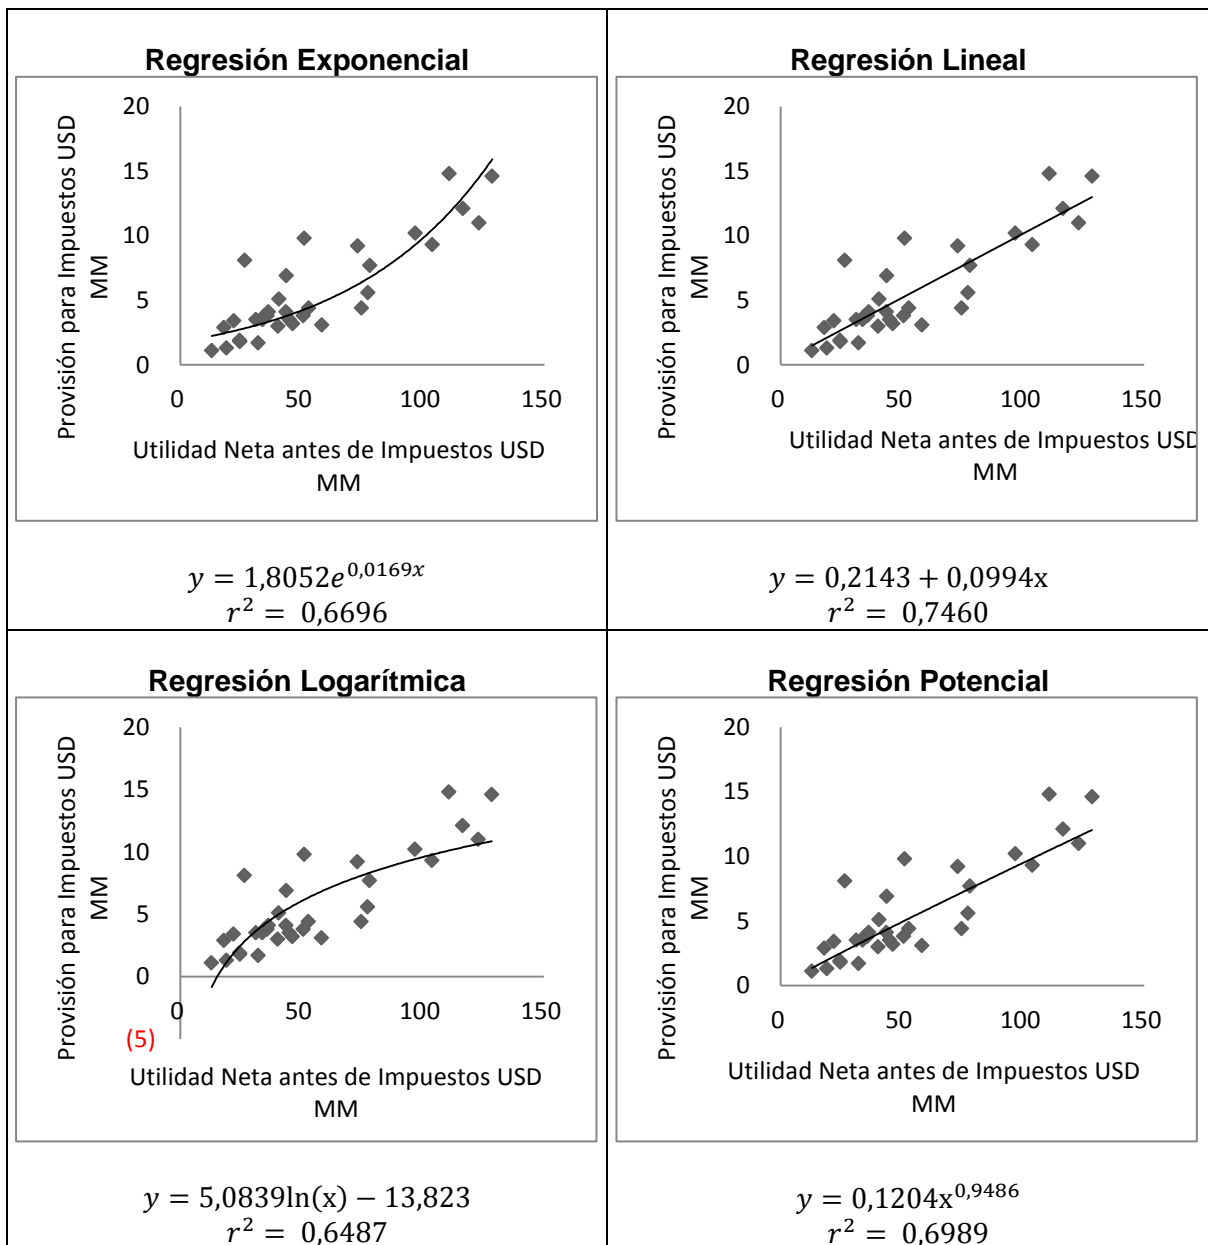 Regresión Exponencial
Provisión para Impuestos USD
MM
20
15
10
5
0
0 50 100 150
Utilidad Neta antes de Impuestos USD
MM
y = 1,8052e^{0,0169x}
r² = 0,6696
Regresión Lineal
Provisión para Impuestos USD
MM
20
15
10
5
0
0 50 100 150
Utilidad Neta antes de Impuestos USD
MM
y = 0,2143 + 0,0994x
r² = 0,7460
Regresión Logarítmica
Provisión para Impuestos USD
MM
20
15
10
5
0
(5)
0 50 100 150
Utilidad Neta antes de Impuestos USD
MM
y = 5,0839ln(x) − 13,823
r² = 0,6487
Regresión Potencial
Provisión para Impuestos USD
MM
20
15
10
5
0
0 50 100 150
Utilidad Neta antes de Impuestos USD
MM
y = 0,1204x^{0,9486}
r² = 0,6989